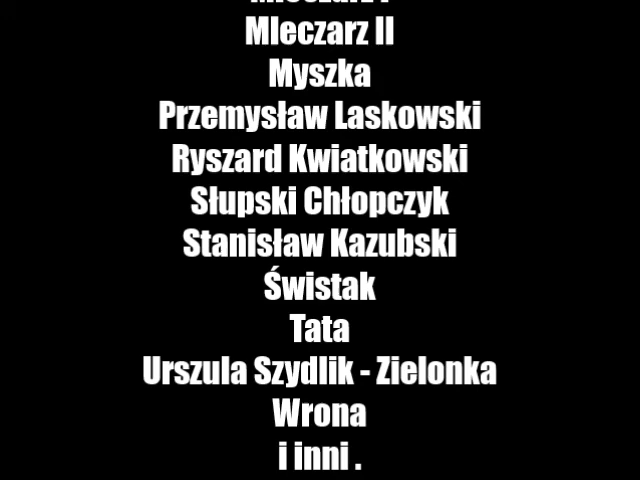 Mleczarz II
Myszka
Przemysław Laskowski
Ryszard Kwiatkowski
Słupski Chłopczyk
Stanisław Kazubski
Świstak
Tata
Urszula Szydlik - Zielonka
Wrona
i inni .